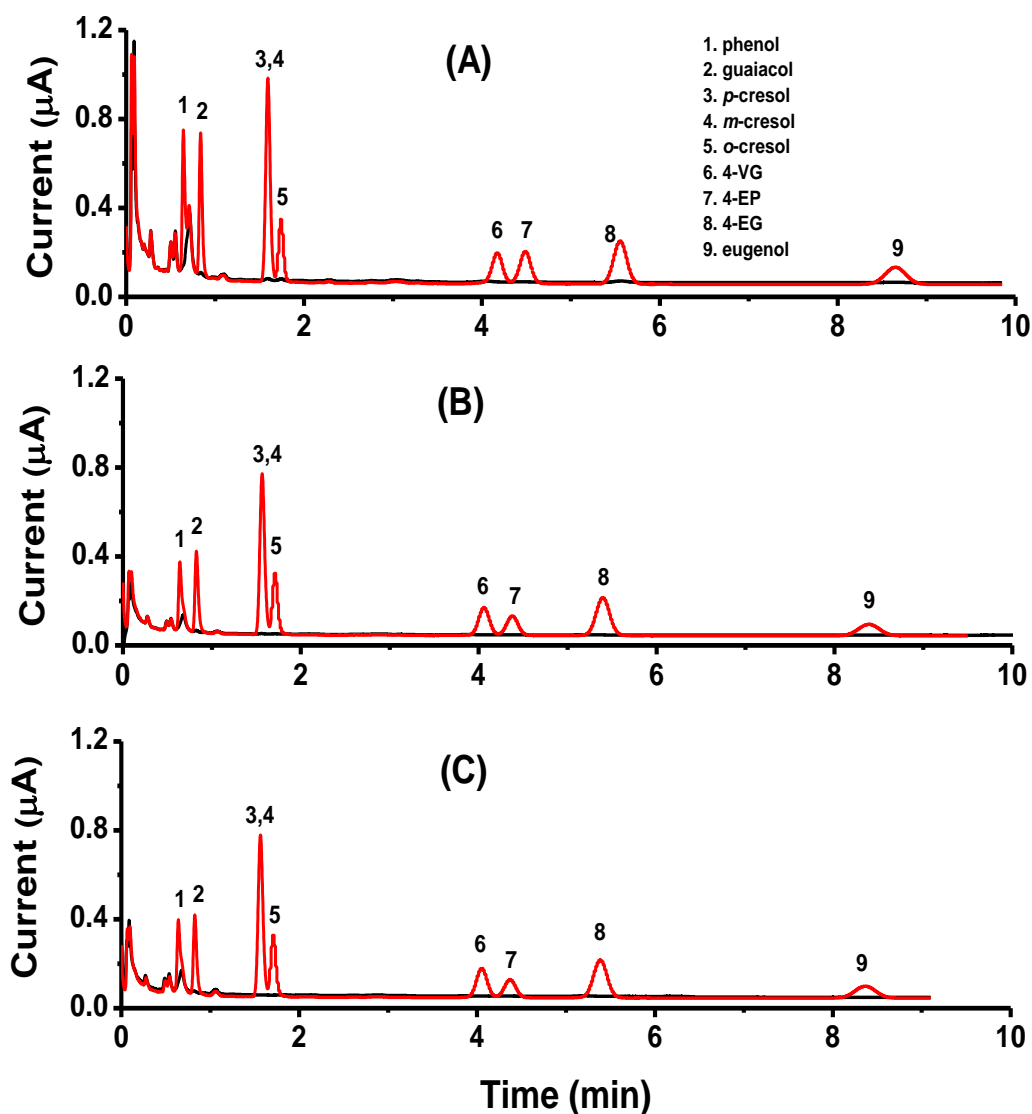 1.2
0.8
0.4
0.0
Current (μA)
(A)
1
2
3,4
5
6
7
8
9
1. phenol
2. guaiacol
3. p-cresol
4. m-cresol
5. o-cresol
6. 4-VG
7. 4-EP
8. 4-EG
9. eugenol
0 2 4 6 8 10
1.2
0.8
0.4
0.0
Current (μA)
(B)
1
2
3,4
5
6
7
8
9
0 2 4 6 8 10
1.2
0.8
0.4
0.0
Current (μA)
(C)
1
2
3,4
5
6
7
8
9
0 2 4 6 8 10
Time (min)